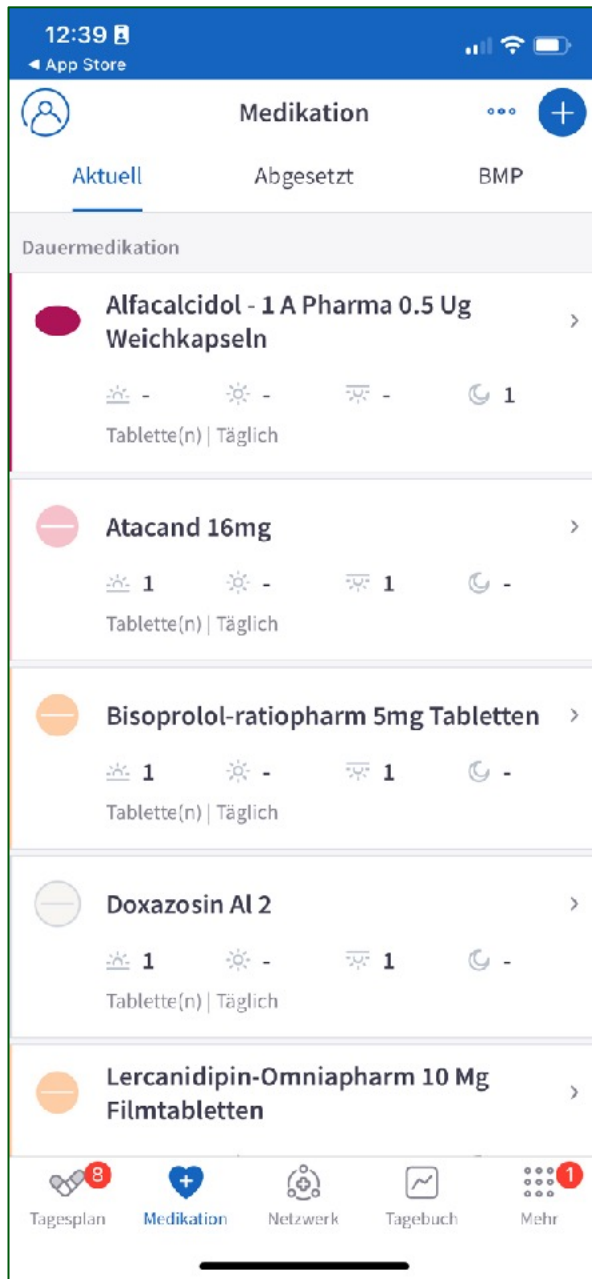 12:39
◀ App Store
Medikation
Aktuell Abgesetzt BMP
Dauermedikation
Alfacalcidol - 1 A Pharma 0.5 Ug
Weichkapseln
- - - 1
Tablette(n) | Täglich
Atacand 16mg
1 - 1 -
Tablette(n) | Täglich
Bisoprolol-ratiopharm 5mg Tabletten
1 - 1 -
Tablette(n) | Täglich
Doxazosin Al 2
1 - 1 -
Tablette(n) | Täglich
Lercanidipin-Omniapharm 10 Mg
Filmtabletten
8 1
Tagesplan Medikation Netzwerk Tagebuch Mehr